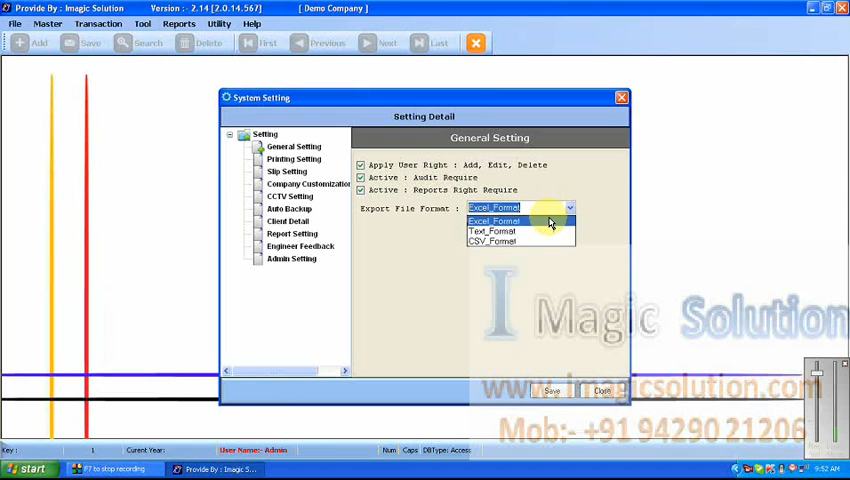 Provide By : Imagic Solution Version :- 2.14 [2.0.14.567] [ Demo Company ]
File Master Transaction Tool Reports Utility Help
Add Save Search Delete First Previous Next Last
System Setting
Setting Detail
Setting
General Setting
Printing Setting
Slip Setting
Company Customization
CCTV Setting
Auto Backup
Client Detail
Report Setting
Engineer Feedback
Admin Setting
General Setting
Apply User Right : Add, Edit, Delete
Active : Audit Require
Active : Reports Right Require
Export File Format : Excel_Format
Excel_Format
Text_Format
CSV_Format
I Magic Solution
www.imagicsolution.com
Save Close
Mob:- +91 94290 21206
Key : 1 Curent Year: User Name:- Admin Num Caps DBType: Access
start F7 to stop recording Provide By : Imagic S... 9:52 AM